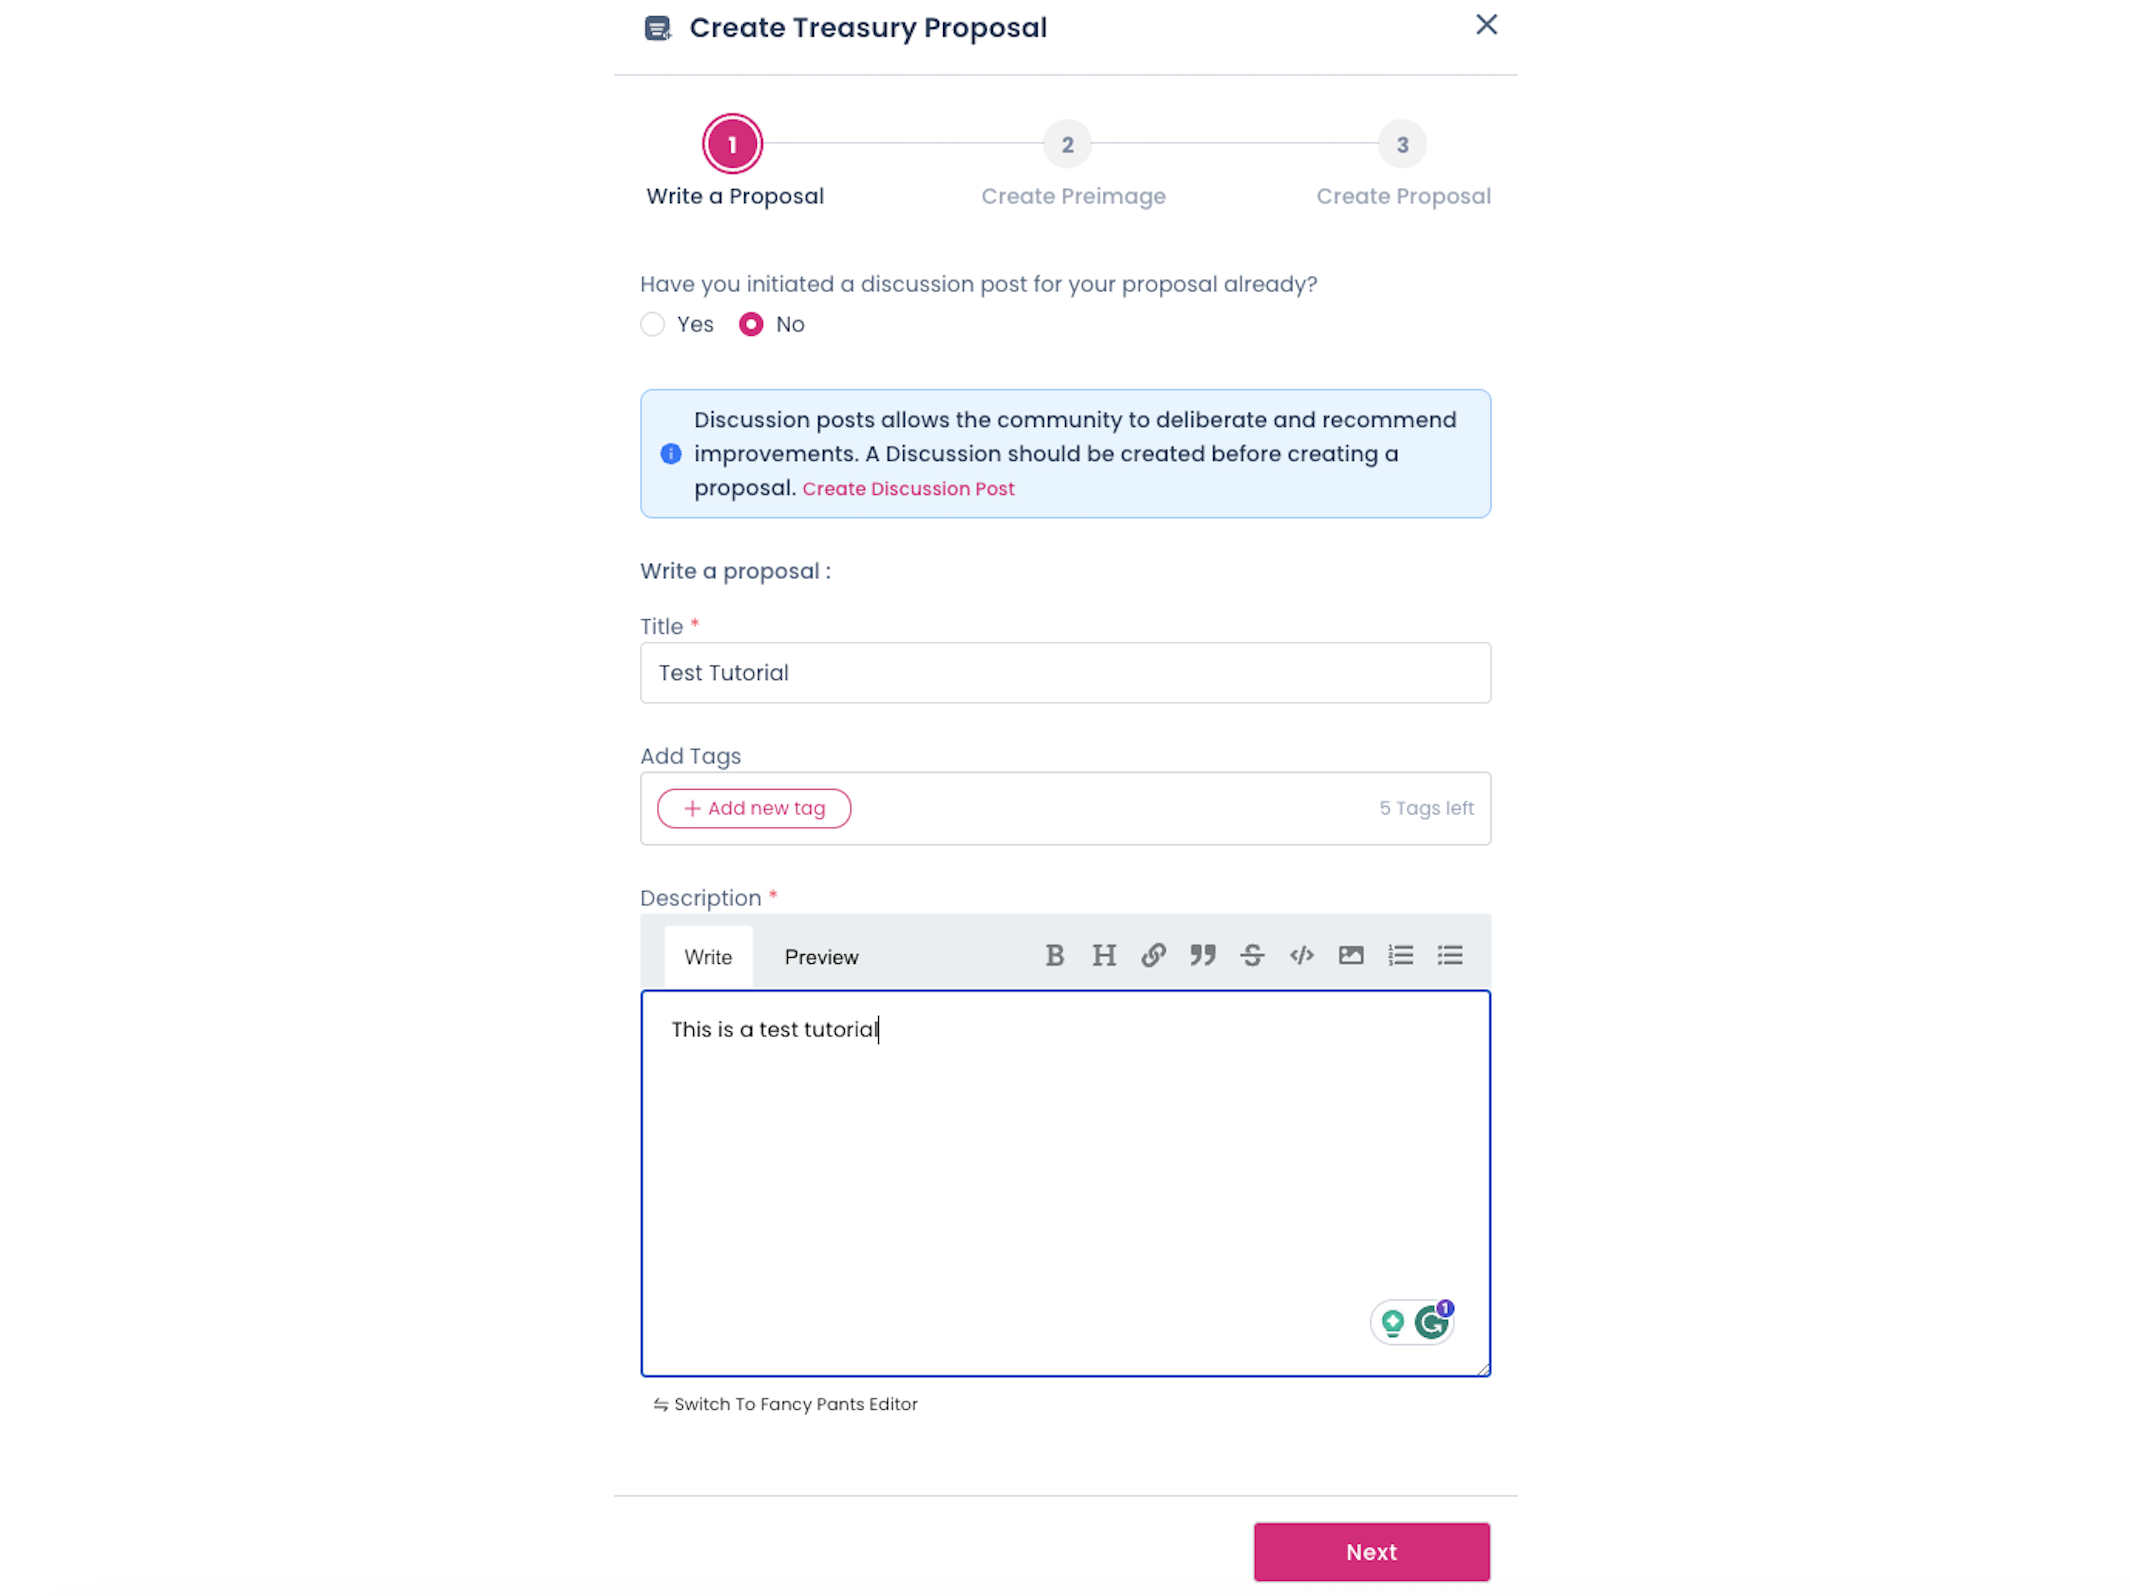 Create Treasury Proposal
1
2
3
Write a Proposal
Create Preimage
Create Proposal
Have you initiated a discussion post for your proposal already?
Yes
No
Discussion posts allows the community to deliberate and recommend
improvements. A Discussion should be created before creating a
proposal. Create Discussion Post
Write a proposal :
Title *
Test Tutorial
Add Tags
+ Add new tag
5 Tags left
Description *
Write
Preview
B H
This is a test tutorial
1
Switch To Fancy Pants Editor
Next